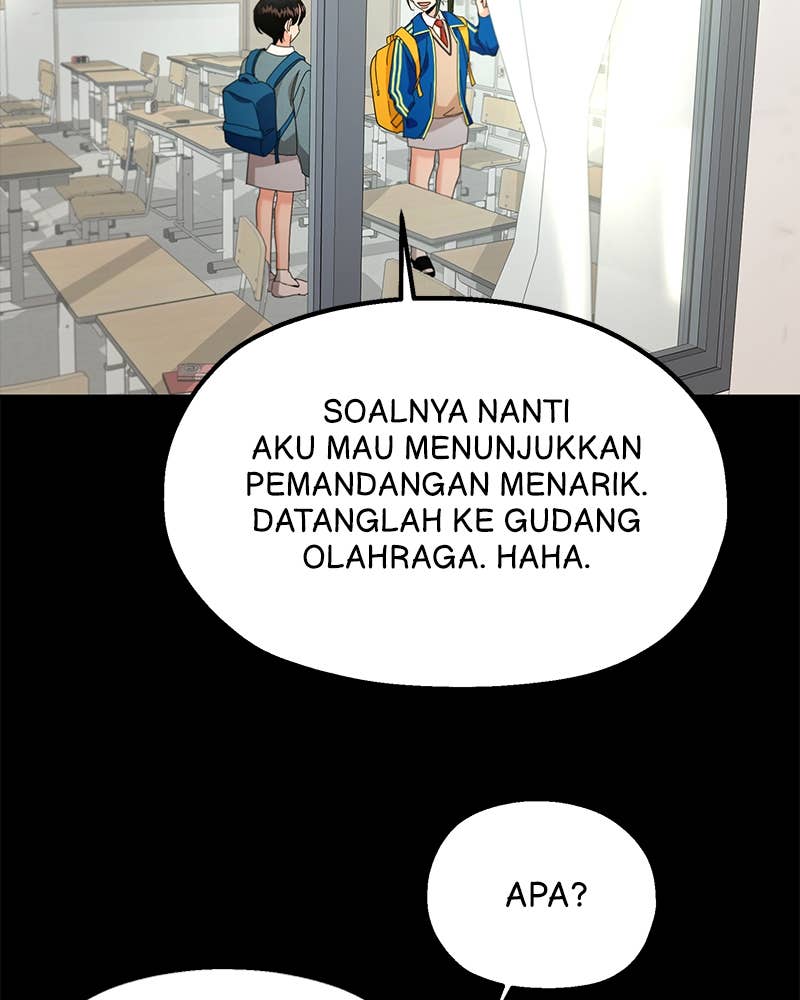 SOALNYA NANTI
AKU MAU MENUNJUKKAN
PEMANDANGAN MENARIK.
DATANGLAH KE GUDANG
OLAHRAGA. HAHA.
APA?